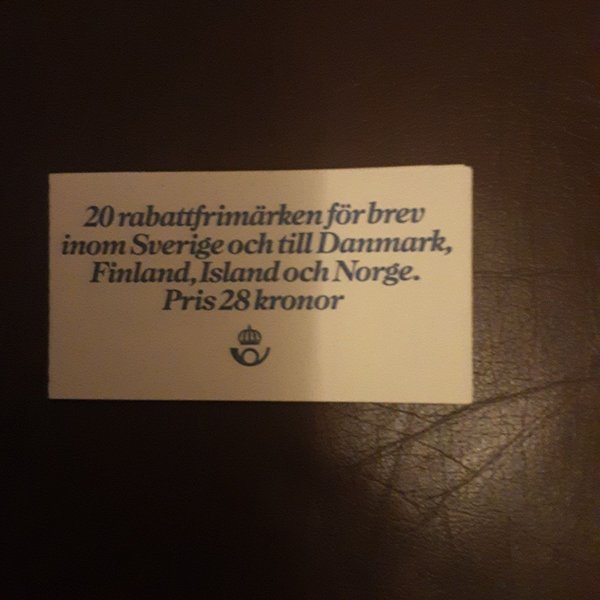 20 rabattfrimärken för brev
inom Sverige och till Danmark,
Finland, Island och Norge.
Pris 28 kronor